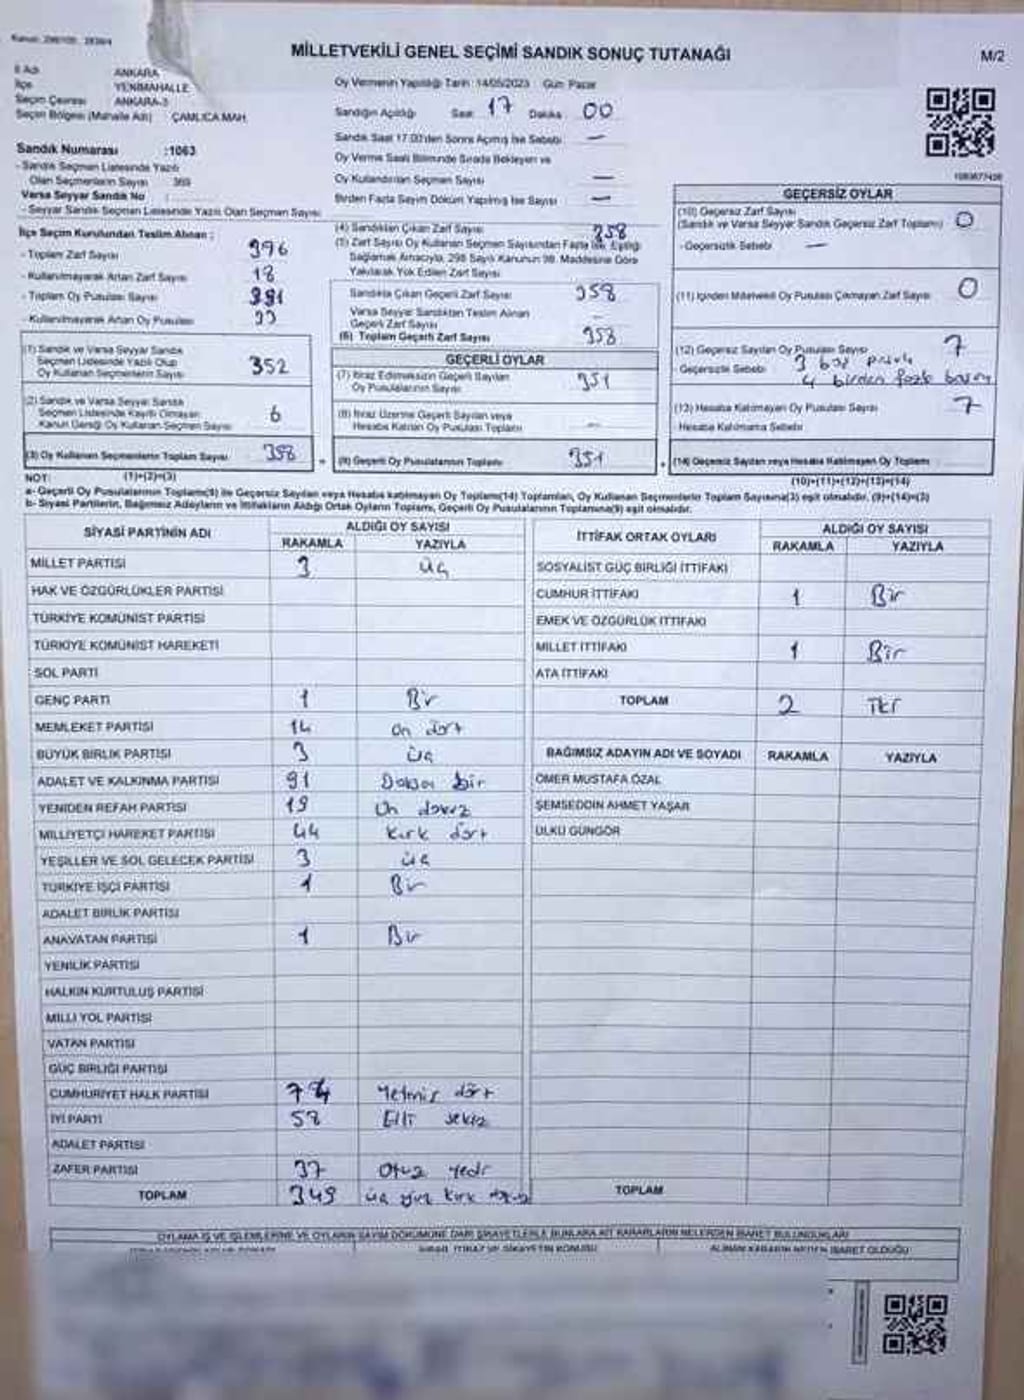 MİLLETVEKİLİ GENEL SEÇİMİ SANDIK SONUÇ TUTANAĞI
M/2
İl Adı ANKARA
İlçe YENİMAHALLE
Seçim Çevresi ANKARA-3
Seçim Bölgesi (Mahalle Adı) ÇAMLICA MAH.
Sandık Numarası :1063
- Sandık Seçmen Listesinde Yazılı
Olan Seçmenlerin Sayısı 369
Varsa Seyyar Sandık No
- Seyyar Sandık Seçmen Listesinde Yazılı Olan Seçmen Sayısı
Oy Vermenin Yapıldığı Tarih :14/05/2023 Gün: Pazar
Sandığın Açıldığı Saat 17 Dakika 00
Sandık Saat 17.00'den Sonra Açılmış İse Sebebi —
Oy Verme Saati Bitiminde Sırada Bekleyen ve
Oy Kullandırılan Seçmen Sayısı —
Birden Fazla Sayım Döküm Yapılmış İse Sayısı —
İlçe Seçim Kurulundan Teslim Alınan :
- Toplam Zarf Sayısı 396
- Kullanılmayarak Artan Zarf Sayısı 18
- Toplam Oy Pusulası Sayısı 391
- Kullanılmayarak Artan Oy Pusulası 33
(1) Sandık ve Varsa Seyyar Sandık
Seçmen Listesinde Yazılı Olup
Oy Kullanan Seçmenlerin Sayısı 352
(2) Sandık ve Varsa Seyyar Sandık
Seçmen Listesinde Kayıtlı Olmayan
Kanun Gereği Oy Kullanan Seçmen Sayısı 6
(3) Oy Kullanan Seçmenlerin Toplam Sayısı 358
(1)+(2)=(3)
(4) Sandıktan Çıkan Zarf Sayısı 358
(5) Zarf Sayısı Oy Kullanan Seçmen Sayısından Fazla İse, Eşitliği
Sağlamak Amacıyla, 298 Sayılı Kanunun 98. Maddesine Göre
Yakılarak Yok Edilen Zarf Sayısı
Sandıkta Çıkan Geçerli Zarf Sayısı 358
Varsa Seyyar Sandıktan Teslim Alınan
Geçerli Zarf Sayısı
(6) Toplam Geçerli Zarf Sayısı 358
GEÇERLİ OYLAR
(7) İtiraz Edilmeksizin Geçerli Sayılan
Oy Pusulalarının Sayısı 351
(8) İtiraz Üzerine Geçerli Sayılan veya
Hesaba Katılan Oy Pusulası Toplamı —
(9) Geçerli Oy Pusulalarının Toplamı 351
GEÇERSİZ OYLAR
(10) Geçersiz Zarf Sayısı
(Sandık ve Varsa Seyyar Sandık Geçersiz Zarf Toplamı) 0
- Geçersizlik Sebebi —
(11) İçinden Milletvekili Oy Pusulası Çıkmayan Zarf Sayısı 0
(12) Geçersiz Sayılan Oy Pusulası Sayısı 7
- Geçersizlik Sebebi 3 boş pusula
4 birden fazla basım
(13) Hesaba Katılmayan Oy Pusulası Sayısı 7
Hesaba Katılmama Sebebi
(14) Geçersiz Sayılan veya Hesaba Katılmayan Oy Toplamı
(10)+(11)+(12)+(13)=(14)
NOT:
a- Geçerli Oy Pusulalarının Toplamı(9) ile Geçersiz Sayılan veya Hesaba katılmayan Oy Toplamı(14) Toplamları, Oy Kullanan Seçmenlerin Toplam Sayısına(3) eşit olmalıdır. (9)+(14)=(3)
b- Siyasi Partilerin, Bağımsız Adayların ve İttifakların Aldığı Ortak Oyların Toplamı, Geçerli Oy Pusulalarının Toplamına(9) eşit olmalıdır.
SİYASİ PARTİNİN ADI ALDIĞI OY SAYISI
RAKAMLA YAZIYLA
MİLLET PARTİSİ 3 üç
HAK VE ÖZGÜRLÜKLER PARTİSİ
TÜRKİYE KOMÜNİST PARTİSİ
TÜRKİYE KOMÜNİST HAREKETİ
SOL PARTİ
GENÇ PARTİ 1 Bir
MEMLEKET PARTİSİ 14 on dört
BÜYÜK BİRLİK PARTİSİ 3 üç
ADALET VE KALKINMA PARTİSİ 91 Doksan bir
YENİDEN REFAH PARTİSİ 19 On dokuz
MİLLİYETÇİ HAREKET PARTİSİ 44 Kırk dört
YEŞİLLER VE SOL GELECEK PARTİSİ 3 üç
TÜRKİYE İŞÇİ PARTİSİ 1 Bir
ADALET BİRLİK PARTİSİ
ANAVATAN PARTİSİ 1 Bir
YENİLİK PARTİSİ
HALKIN KURTULUŞ PARTİSİ
MİLLİ YOL PARTİSİ
VATAN PARTİSİ
GÜÇ BİRLİĞİ PARTİSİ
CUMHURİYET HALK PARTİSİ 74 Yetmiş dört
İYİ PARTİ 58 Elli sekiz
ADALET PARTİSİ
ZAFER PARTİSİ 37 Otuz Yedi
TOPLAM 349 üç yüz kırk dokuz
İTTİFAK ORTAK OYLARI ALDIĞI OY SAYISI
RAKAMLA YAZIYLA
SOSYALİST GÜÇ BİRLİĞİ İTTİFAKI
CUMHUR İTTİFAKI 1 Bir
EMEK VE ÖZGÜRLÜK İTTİFAKI
MİLLET İTTİFAKI 1 Bir
ATA İTTİFAKI
TOPLAM 2 İki
BAĞIMSIZ ADAYIN ADI VE SOYADI RAKAMLA YAZIYLA
ÖMER MUSTAFA ÖZAL
ŞEMSEDDİN AHMET YAŞAR
ÜLKÜ GÜNGÖR
TOPLAM
OYLAMA İŞ VE İŞLEMLERİNE VE OYLARIN SAYIM DÖKÜMÜNE DAİR ŞİKAYETLERLE BUNLARA AİT KARARLARIN NELERDEN İBARET BULUNDUKLARI